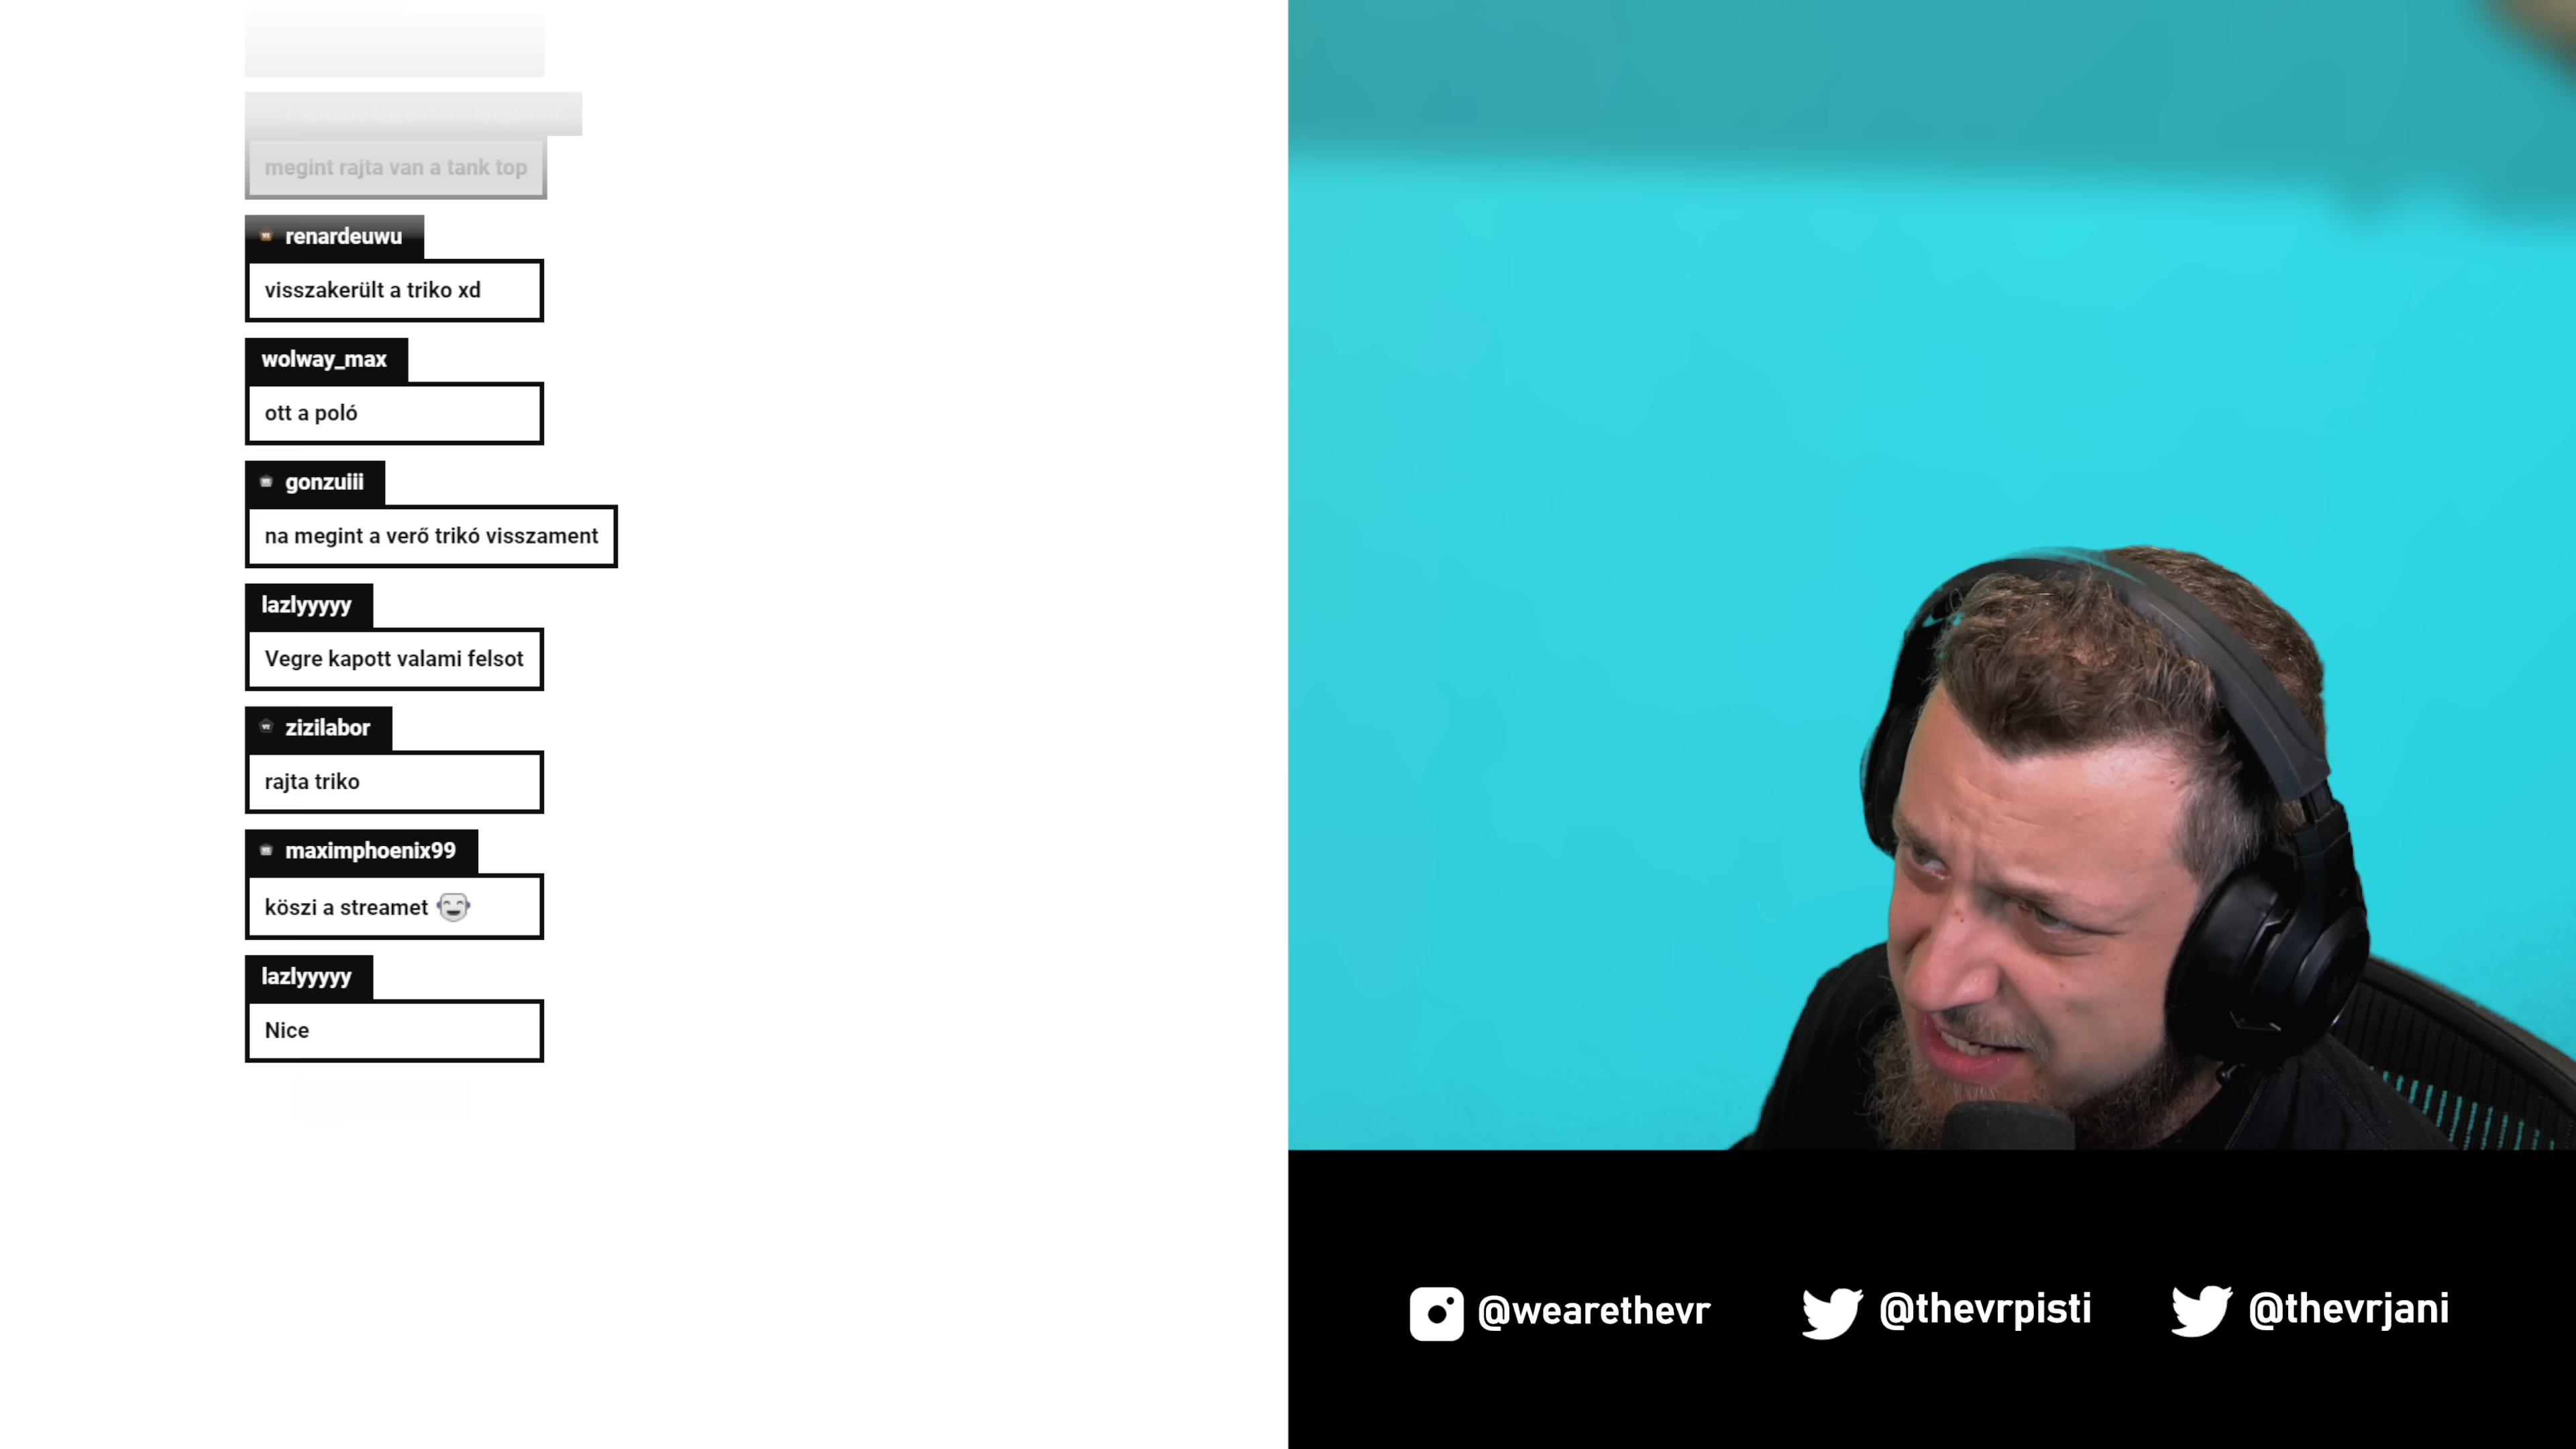 megint rajta van a tank top
renardeuwu
visszakerült a triko xd
wolway_max
ott a poló
gonzuiii
na megint a verő trikó visszament
lazlyyyyy
Vegre kapott valami felsot
zizilabor
rajta triko
maximphoenix99
köszi a streamet
lazlyyyyy
Nice
@wearethevr
@thevrpisti
@thevrjani